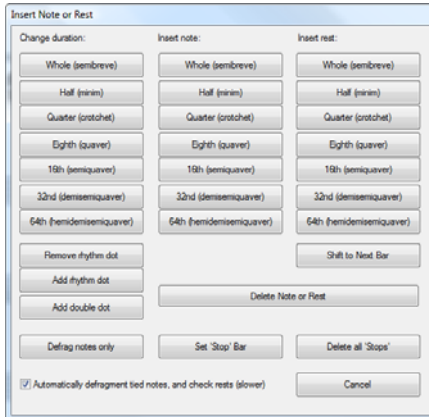 Insert Note or Rest
Change duration: Insert note: Insert rest:
Whole (semibreve) Whole (semibreve) Whole (semibreve)
Half (minim) Half (minim) Half (minim)
Quarter (crotchet) Quarter (crotchet) Quarter (crotchet)
Eighth (quaver) Eighth (quaver) Eighth (quaver)
16th (semiquaver) 16th (semiquaver) 16th (semiquaver)
32nd (demisemiquaver) 32nd (demisemiquaver) 32nd (demisemiquaver)
64th (hemidemisemiquaver) 64th (hemidemisemiquaver) 64th (hemidemisemiquaver)
Remove rhythm dot Shift to Next Bar
Add rhythm dot
Delete Note or Rest
Add double dot
Defrag notes only Set 'Stop' Bar Delete all 'Stops'
Automatically defragment tied notes, and check rests (slower) Cancel